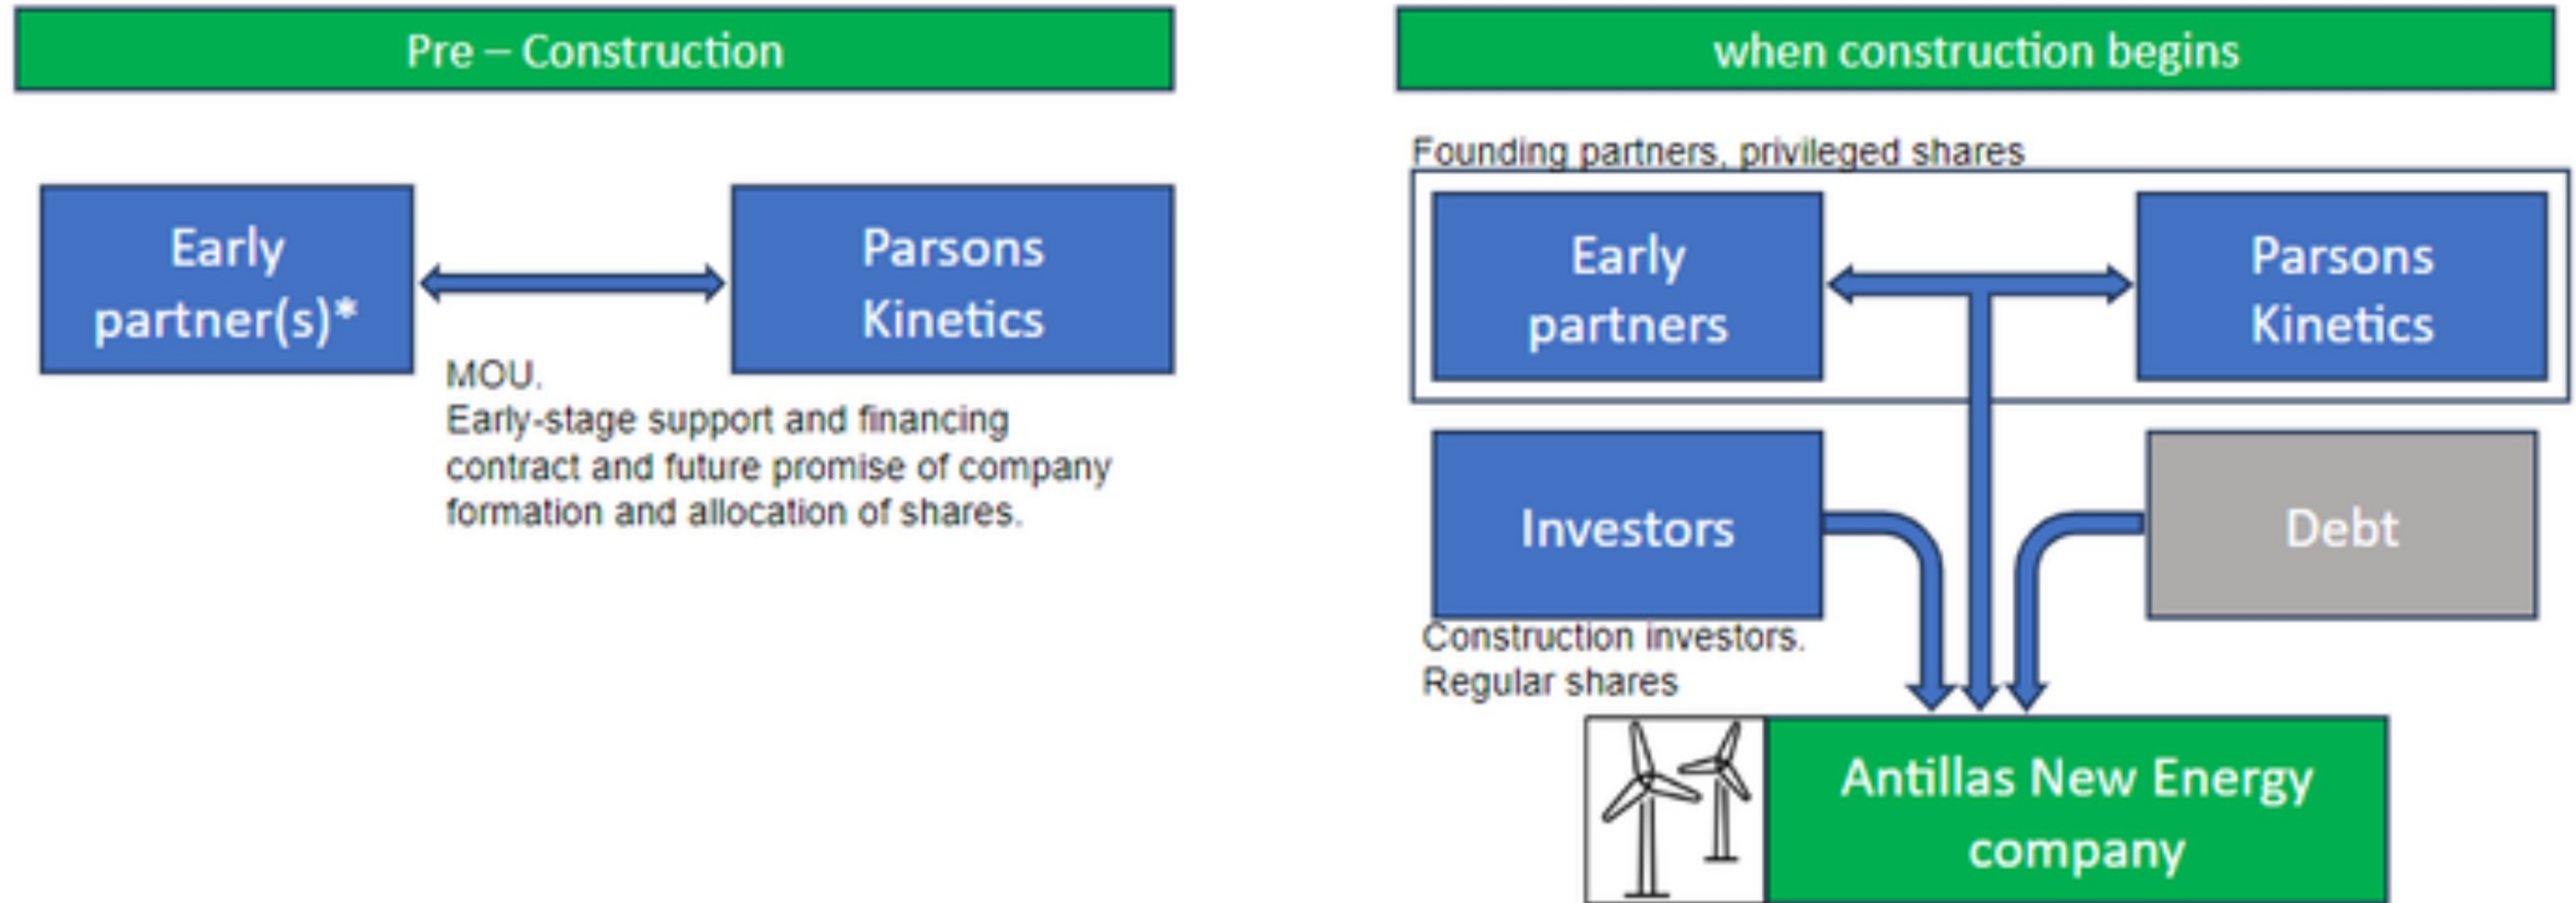 Pre – Construction
Early
partner(s)*
Parsons
Kinetics
MOU.
Early-stage support and financing
contract and future promise of company
formation and allocation of shares.
when construction begins
Founding partners, privileged shares
Early
partners
Parsons
Kinetics
Investors
Debt
Construction investors.
Regular shares
Antillas New Energy
company